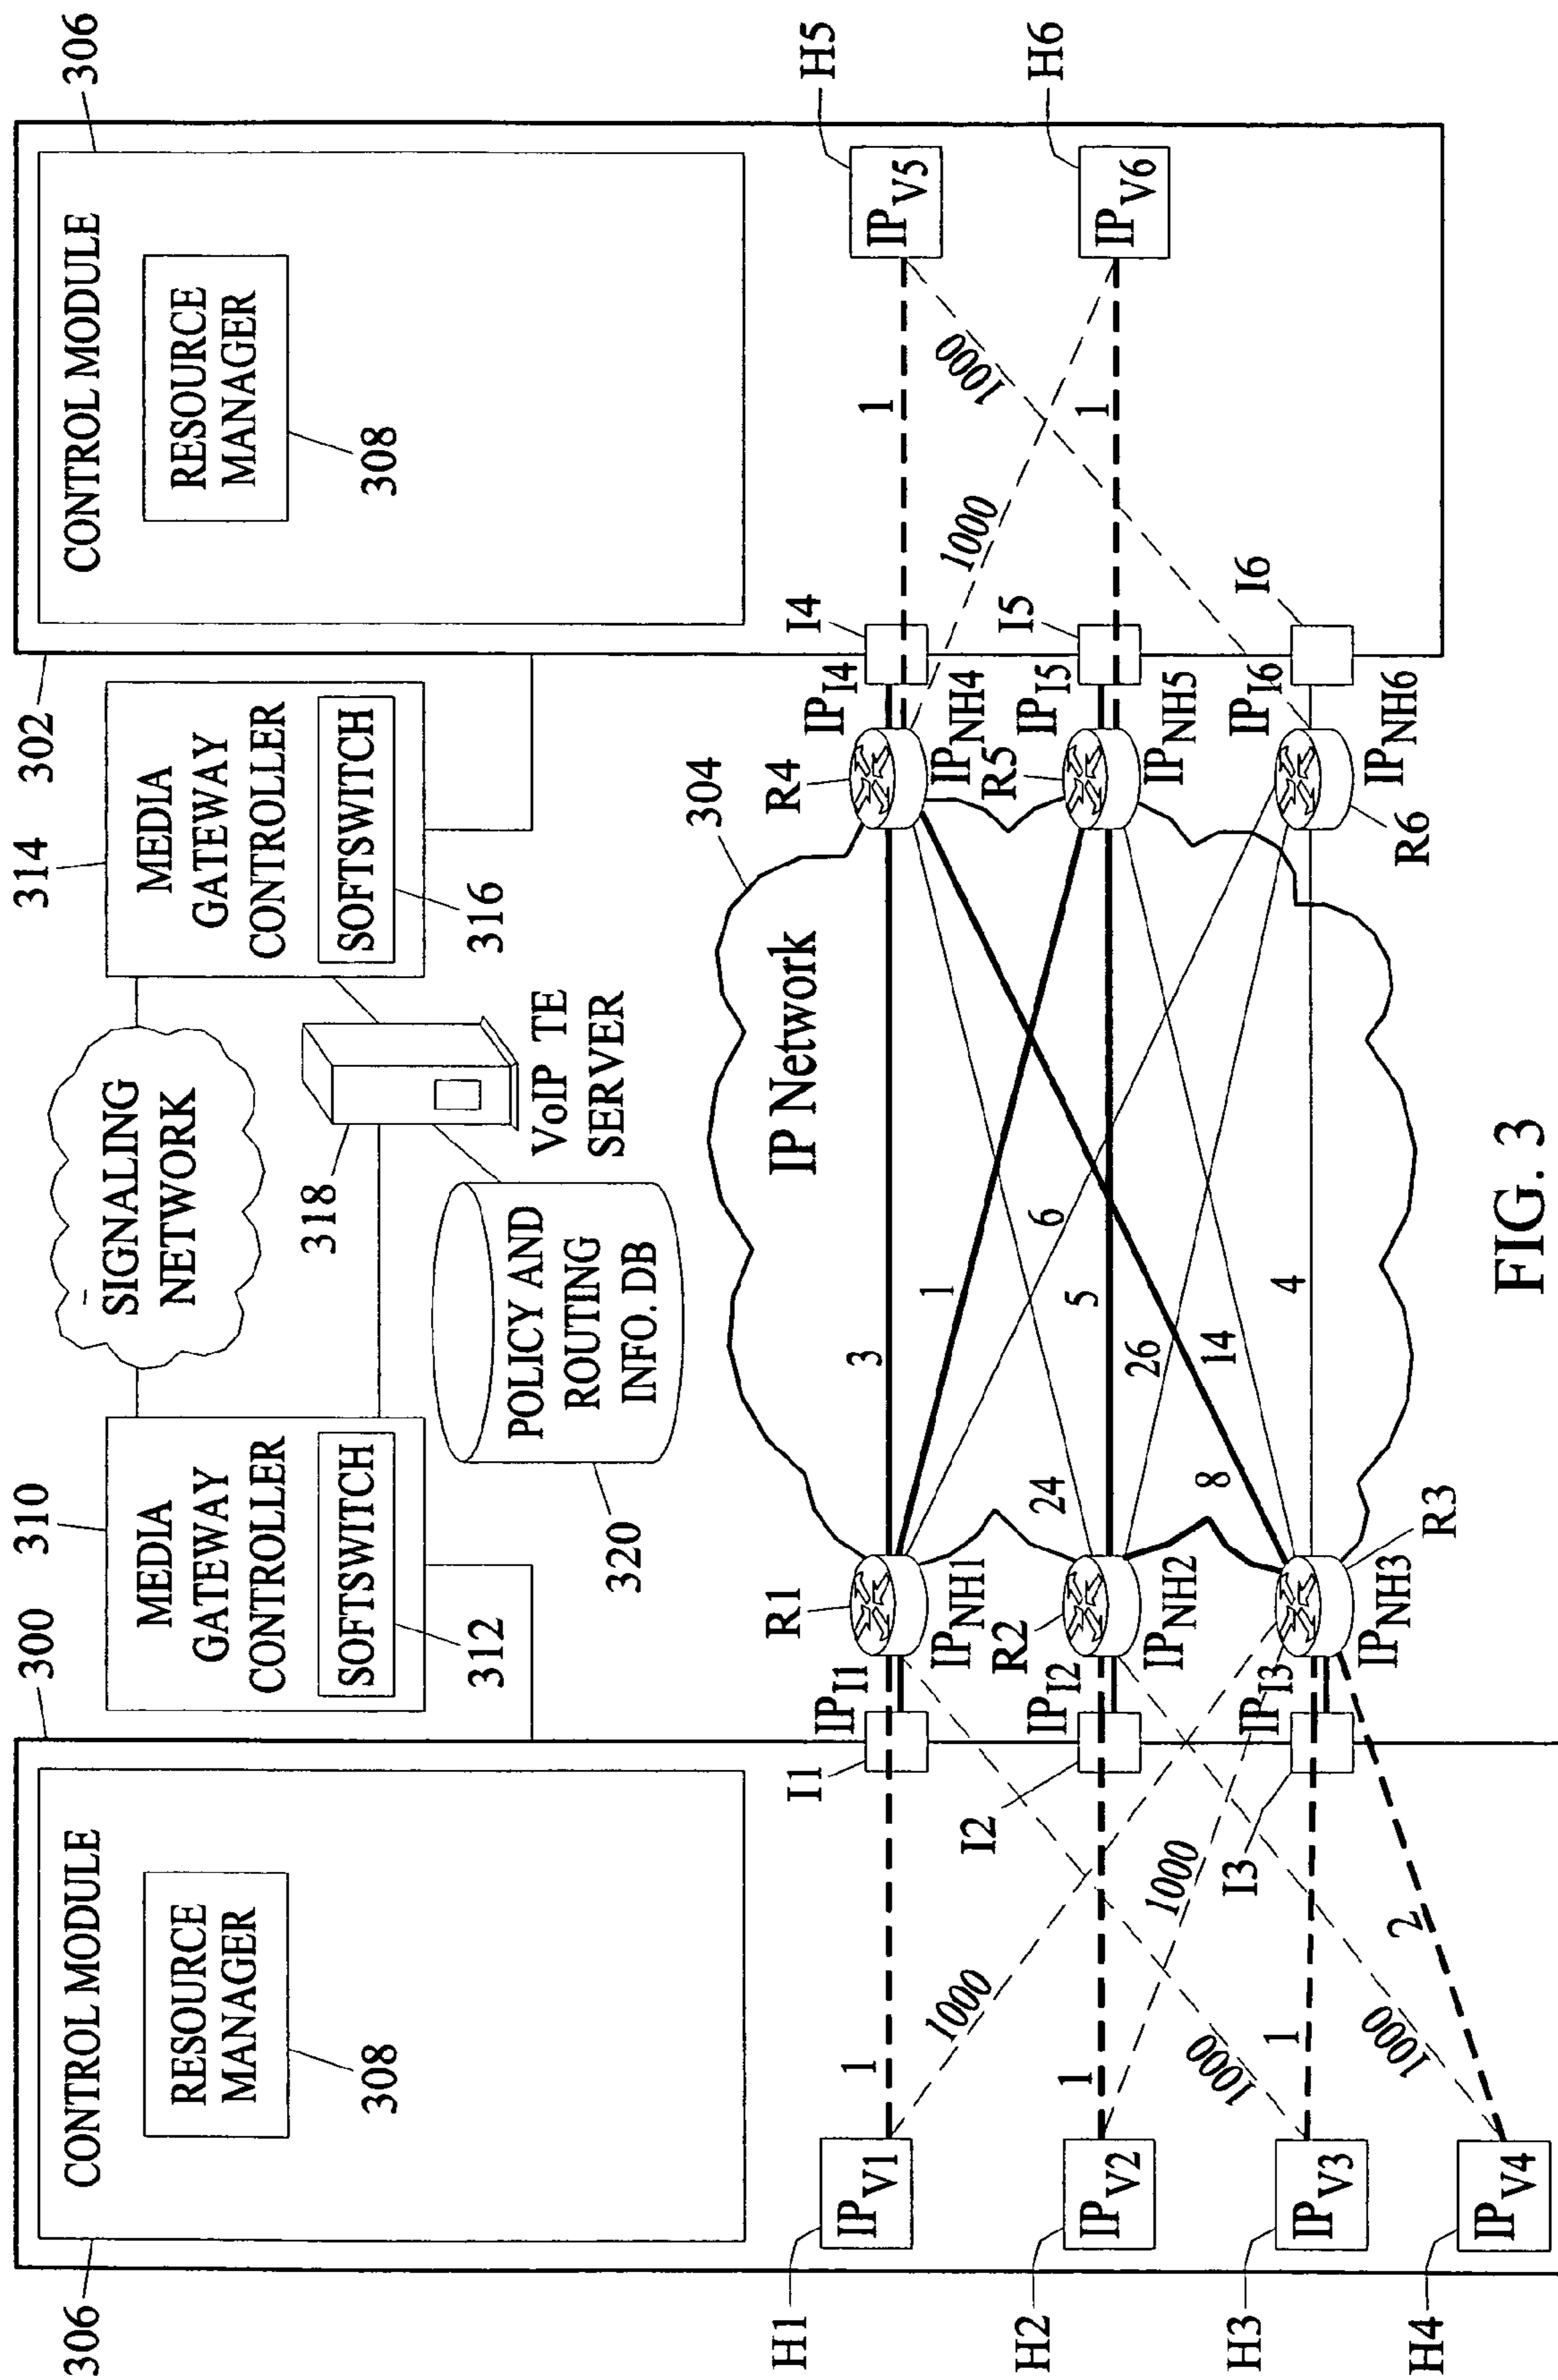 300
310
314
302
306
306
CONTROL MODULE
RESOURCE
MANAGER
308
MEDIA
GATEWAY
CONTROLLER
SOFTSWITCH
312
SIGNALING
NETWORK
318
VoIP TE
SERVER
POLICY AND
ROUTING
INFO. DB
320
MEDIA
GATEWAY
CONTROLLER
SOFTSWITCH
316
CONTROL MODULE
RESOURCE
MANAGER
308
304
IP Network
H1
IPV1
1
1000
I1
IPI1
R1
IPNH1
3
1
6
R4
IPI4
IPNH4
I4
1
1000
IPV5
H5
H2
IPV2
1
1000
I2
IPI2
R2
IPNH2
24
5
26
R5
IPI5
IPNH5
I5
1
1000
IPV6
H6
H3
IPV3
1
1000
I3
IPI3
R3
IPNH3
8
14
4
R6
IPI6
IPNH6
I6
H4
IPV4
2
1000
FIG. 3